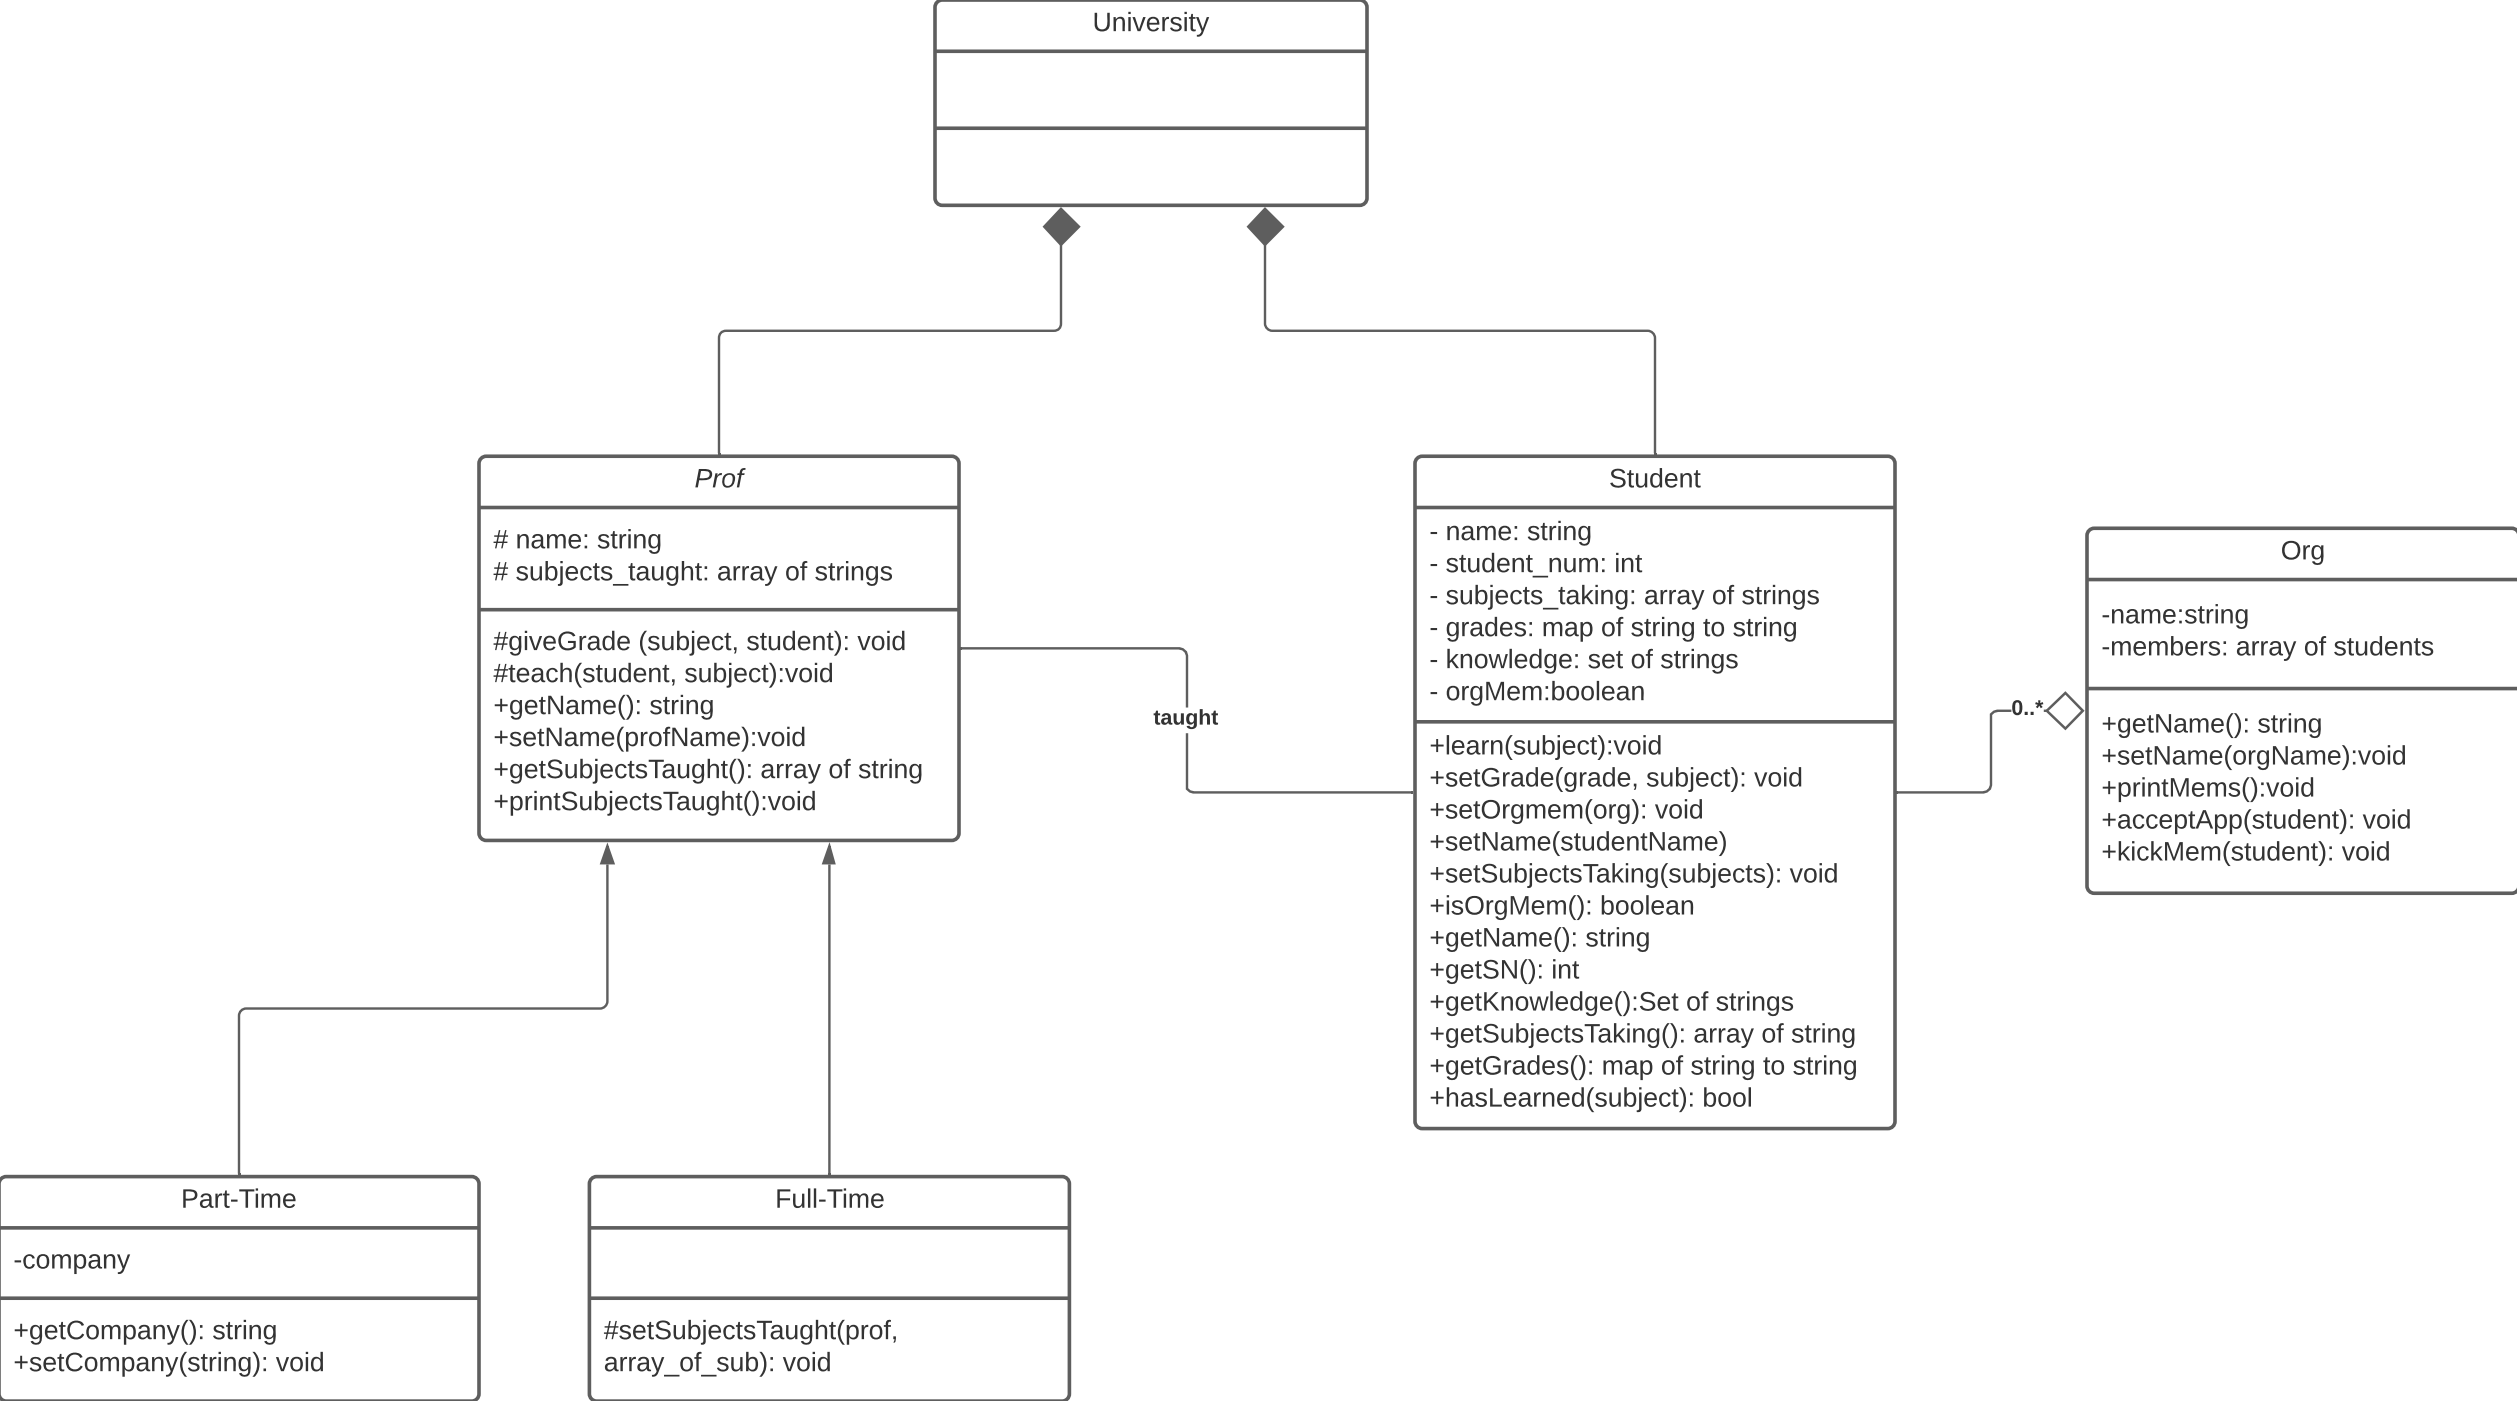 University
Prof
# name: string
# subjects_taught: array of strings
#giveGrade (subject, student): void
#teach(student, subject):void
+getName(): string
+setName(profName):void
+getSubjectsTaught(): array of string
+printSubjectsTaught():void
taught
Student
- name: string
- student_num: int
- subjects_taking: array of strings
- grades: map of string to string
- knowledge: set of strings
- orgMem:boolean
+learn(subject):void
+setGrade(grade, subject): void
+setOrgmem(org): void
+setName(studentName)
+setSubjectsTaking(subjects): void
+isOrgMem(): boolean
+getName(): string
+getSN(): int
+getKnowledge():Set of strings
+getSubjectsTaking(): array of string
+getGrades(): map of string to string
+hasLearned(subject): bool
0..*
Org
-name:string
-members: array of students
+getName(): string
+setName(orgName):void
+printMems():void
+acceptApp(student): void
+kickMem(student): void
Part-Time
-company
+getCompany(): string
+setCompany(string): void
Full-Time
#setSubjectsTaught(prof,
array_of_sub): void